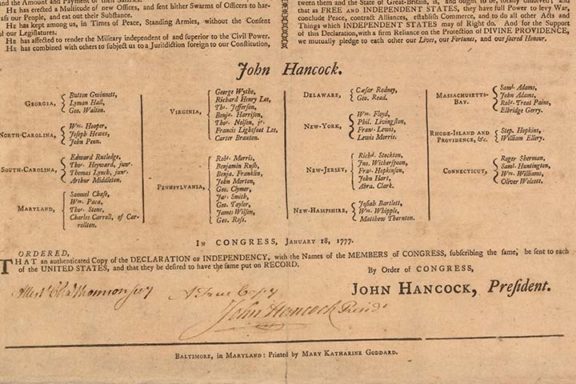 He has erected a Multitude of new Offices, and sent hither Swarms of Officers to har-
our People, and eat out their Substance.
He has kept among us, in Times of Peace, Standing Armies, without the Consent
our Legislatures.
He has affected to render the Military independent of and superior to the Civil Power.
He has combined with others to subject us to a Jurisdiction foreign to our Constitution,
tween them and the State of Great-Britain, is, and ought to be, totally dissolved; and
that as FREE and INDEPENDENT STATES, they have full Power to levy War,
conclude Peace, contract Alliances, establish Commerce, and to do all other Acts and
Things which INDEPENDENT STATES may of Right do. And for the Support
of this Declaration, with a firm Reliance on the Protection of DIVINE PROVIDENCE,
we mutually pledge to each other our Lives, our Fortunes, and our sacred Honour.
John Hancock.
GEORGIA,
Button Gwinnett,
Lyman Hall,
Geo. Walton.
NORTH-CAROLINA,
Wm. Hooper,
Joseph Hewes,
John Penn.
SOUTH-CAROLINA,
Edward Rutledge,
Thos. Heyward, junr.
Thomas Lynch, junr.
Arthur Middleton.
MARYLAND,
Samuel Chase,
Wm. Paca,
Thos. Stone,
Charles Carroll, of Car-
rollton.
VIRGINIA,
George Wythe,
Richard Henry Lee,
Ths. Jefferson,
Benja. Harrison,
Thos. Nelson, jr.
Francis Lightfoot Lee,
Carter Braxton.
PENNSYLVANIA,
Robt. Morris,
Benjamin Rush,
Benja. Franklin,
John Morton,
Geo. Clymer,
Jas. Smith,
Geo. Taylor,
James Wilson,
Geo. Ross.
DELAWARE,
Cæsar Rodney,
Geo. Read.
NEW-YORK,
Wm. Floyd,
Phil. Livingston,
Frans. Lewis,
Lewis Morris.
NEW-JERSEY,
Richd. Stockton,
Jno. Witherspoon,
Fras. Hopkinson,
John Hart,
Abra. Clark.
NEW-HAMPSHIRE,
Josiah Bartlett,
Wm. Whipple,
Matthew Thornton.
MASSACHUSETTS-
BAY.
Saml. Adams,
John Adams,
Robt. Treat Paine,
Elbridge Gerry.
RHODE-ISLAND AND
PROVIDENCE, &c.
Step. Hopkins,
William Ellery.
CONNECTICUT,
Roger Sherman,
Saml. Huntington,
Wm. Williams,
Oliver Wolcott.
IN CONGRESS, JANUARY 18, 1777.
ORDERED,
THAT an authenticated Copy of the DECLARATION OF INDEPENDENCY, with the Names of the MEMBERS of CONGRESS, subscribing the same, be sent to each
of the UNITED STATES, and that they be desired to have the same put on RECORD.
By Order of CONGRESS,
JOHN HANCOCK, President.
Attest Chas Thomson secy A True Copy
John Hancock Presidt
BALTIMORE, in MARYLAND: Printed by MARY KATHARINE GODDARD.